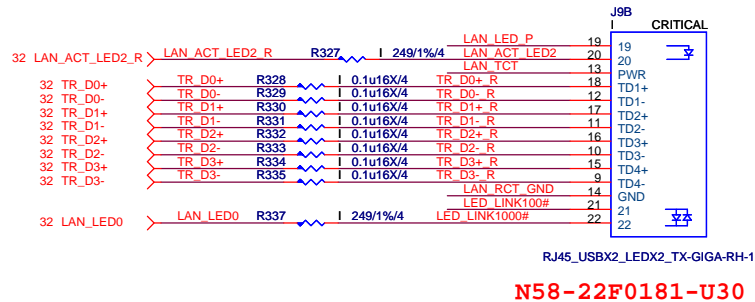 J9B
I CRITICAL
LAN_LED_P 19 19
32 LAN_ACT_LED2_R LAN_ACT_LED2_R R327 I 249/1%/4 LAN_ACT_LED2 20 20
LAN_TCT 13 PWR
32 TR_D0+ TR_D0+ R328 I 0.1u16X/4 TR_D0+_R 18 TD1+
32 TR_D0- TR_D0- R329 I 0.1u16X/4 TR_D0-_R 12 TD1-
32 TR_D1+ TR_D1+ R330 I 0.1u16X/4 TR_D1+_R 17 TD2+
32 TR_D1- TR_D1- R331 I 0.1u16X/4 TR_D1-_R 11 TD2-
32 TR_D2+ TR_D2+ R332 I 0.1u16X/4 TR_D2+_R 16 TD3+
32 TR_D2- TR_D2- R333 I 0.1u16X/4 TR_D2-_R 10 TD3-
32 TR_D3+ TR_D3+ R334 I 0.1u16X/4 TR_D3+_R 15 TD4+
32 TR_D3- TR_D3- R335 I 0.1u16X/4 TR_D3-_R 9 TD4-
LAN_RCT_GND 14 GND
LED_LINK100# 21 21
32 LAN_LED0 LAN_LED0 R337 I 249/1%/4 LED_LINK1000# 22 22
RJ45_USBX2_LEDX2_TX-GIGA-RH-1
N58-22F0181-U30